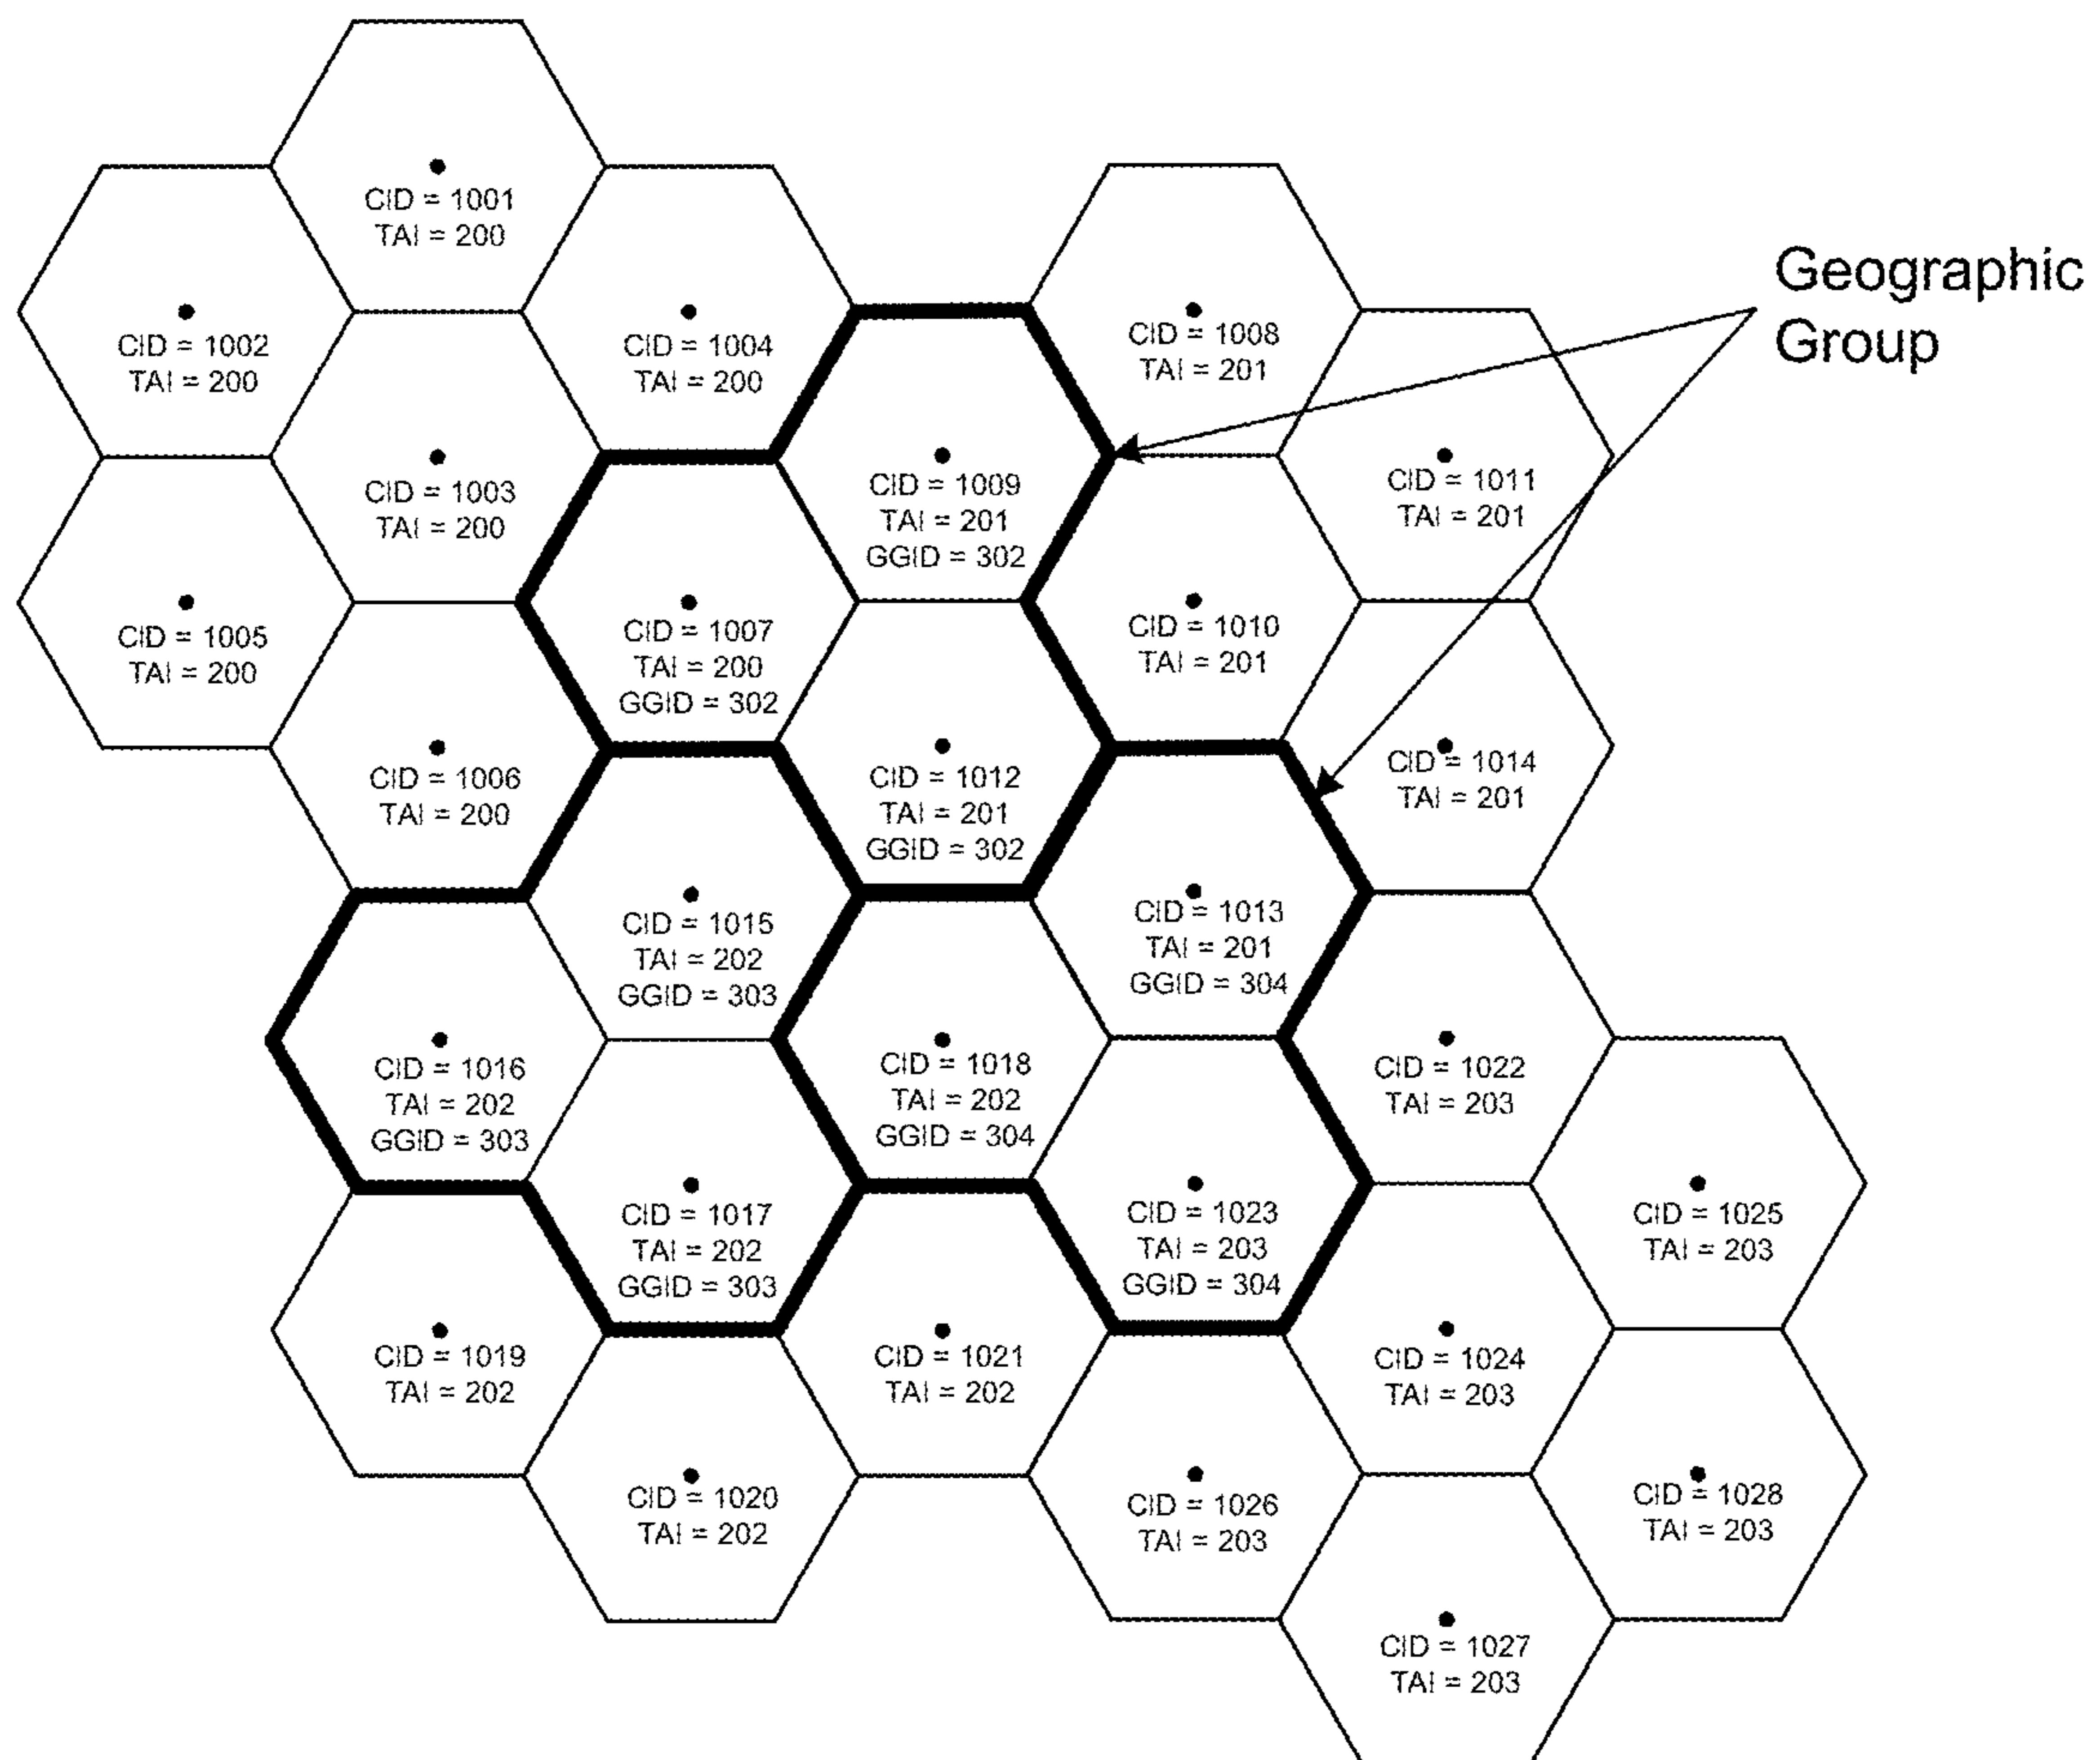 CID = 1001
TAI = 200
CID = 1002
TAI = 200
CID = 1004
TAI = 200
CID = 1008
TAI = 201
Geographic
Group
CID = 1003
TAI = 200
CID = 1009
TAI = 201
GGID = 302
CID = 1011
TAI = 201
CID = 1005
TAI = 200
CID = 1007
TAI = 200
GGID = 302
CID = 1010
TAI = 201
CID = 1006
TAI = 200
CID = 1012
TAI = 201
GGID = 302
CID = 1014
TAI = 201
CID = 1015
TAI = 202
GGID = 303
CID = 1013
TAI = 201
GGID = 304
CID = 1016
TAI = 202
GGID = 303
CID = 1018
TAI = 202
GGID = 304
CID = 1022
TAI = 203
CID = 1017
TAI = 202
GGID = 303
CID = 1023
TAI = 203
GGID = 304
CID = 1025
TAI = 203
CID = 1019
TAI = 202
CID = 1021
TAI = 202
CID = 1024
TAI = 203
CID = 1020
TAI = 202
CID = 1026
TAI = 203
CID = 1028
TAI = 203
CID = 1027
TAI = 203